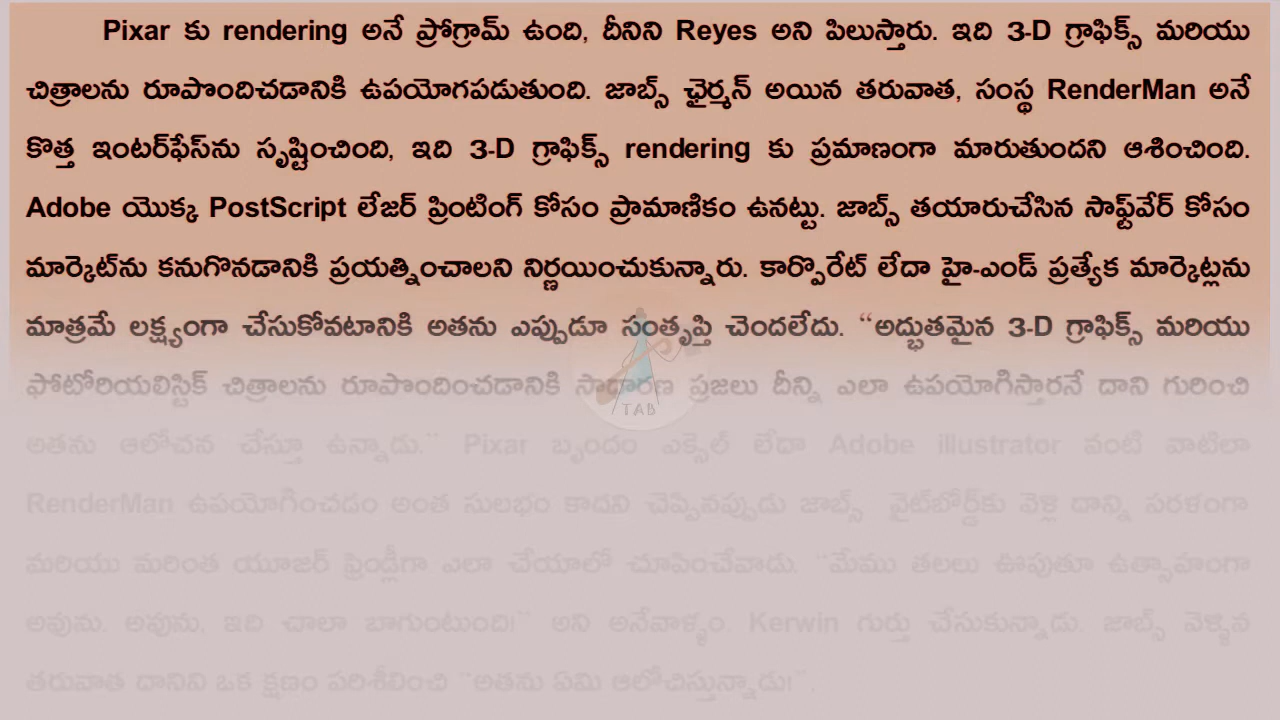 Pixar కు rendering అనే ప్రోగ్రామ్ ఉంది, దీనిని Reyes అని పిలుస్తారు. ఇది 3-D గ్రాఫిక్స్ మరియు
చిత్రాలను రూపొందిచడానికి ఉపయోగపడుతుంది. జాబ్స్ ఛైర్మన్ అయిన తరువాత, సంస్థ RenderMan అనే
కొత్త ఇంటర్‌ఫేస్‌ను సృష్టించింది, ఇది 3-D గ్రాఫిక్స్ rendering కు ప్రమాణంగా మారుతుందని ఆశించింది.
Adobe యొక్క PostScript లేజర్ ప్రింటింగ్ కోసం ప్రామాణికం ఉనట్టు. జాబ్స్ తయారుచేసిన సాఫ్ట్‌వేర్ కోసం
మార్కెట్‌ను కనుగొనడానికి ప్రయత్నించాలని నిర్ణయించుకున్నారు. కార్పొరేట్ లేదా హై-ఎండ్ ప్రత్యేక మార్కెట్లను
మాత్రమే లక్ష్యంగా చేసుకోవటానికి అతను ఎప్పుడూ సంతృప్తి చెందలేదు. “అద్భుతమైన 3-D గ్రాఫిక్స్ మరియు
ఫోటోరియలిస్టిక్ చిత్రాలను రూపొందించడానికి సాధారణ ప్రజలు దీన్ని ఎలా ఉపయోగిస్తారనే దాని గురించి
TAB
అతను ఆలోచన చేస్తూ ఉన్నాడు.” Pixar బృందం ఎక్సెల్ లేదా Adobe illustrator వంటి వాటిలా
RenderMan ఉపయోగించడం అంత సులభం కాదని చెప్పినప్పుడు జాబ్స్ వైట్‌బోర్డ్‌కు వెళ్లి దాన్ని సరళంగా
మరియు మరింత యూజర్ ఫ్రెండ్లీగా ఎలా చేయాలో చూపించేవాడు. “మేము తలలు ఊపుతూ ఉత్సాహంగా
అవును. అవును, ఇది చాలా బాగుంటుంది!” అని అనేవాళ్ళం. Kerwin గుర్తు చేసుకున్నాడు. జాబ్స్ వెళ్ళిన
తరువాత దానిని ఒక క్షణం పరిశీలించి “అతను ఏమి ఆలోచిస్తున్నాడు!”.